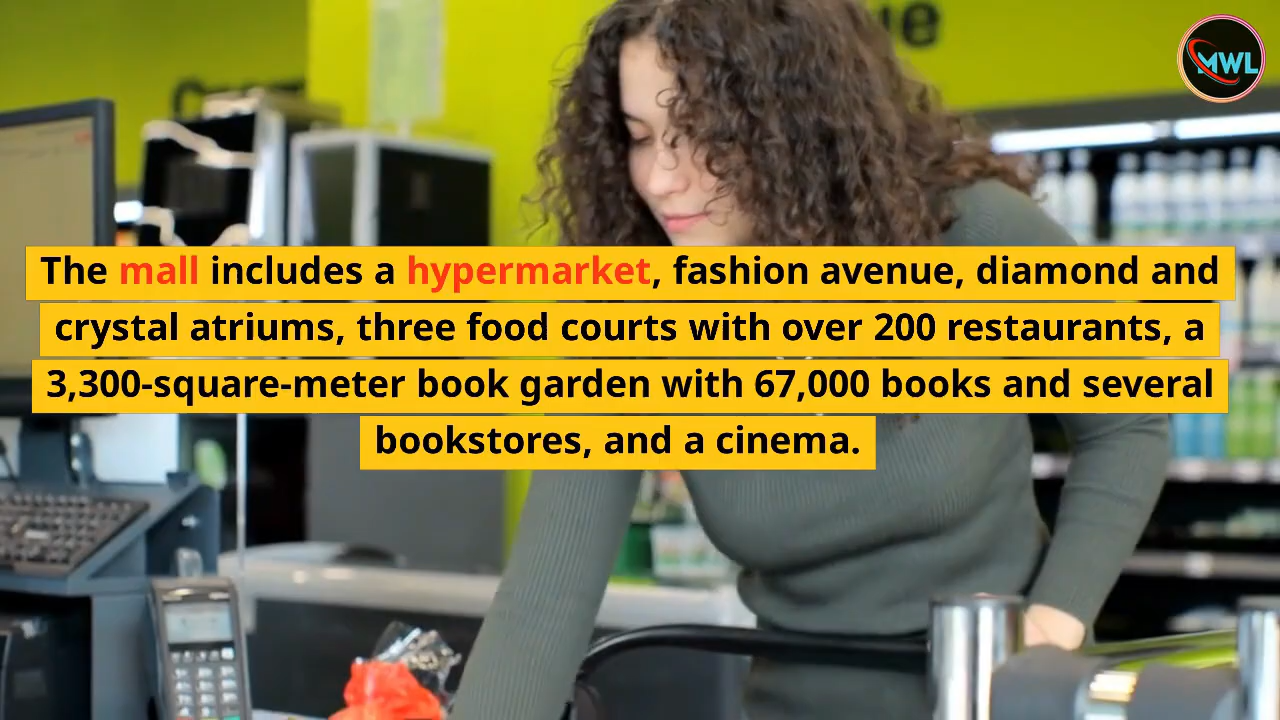 MWL
The mall includes a hypermarket, fashion avenue, diamond and
crystal atriums, three food courts with over 200 restaurants, a
3,300-square-meter book garden with 67,000 books and several
bookstores, and a cinema.